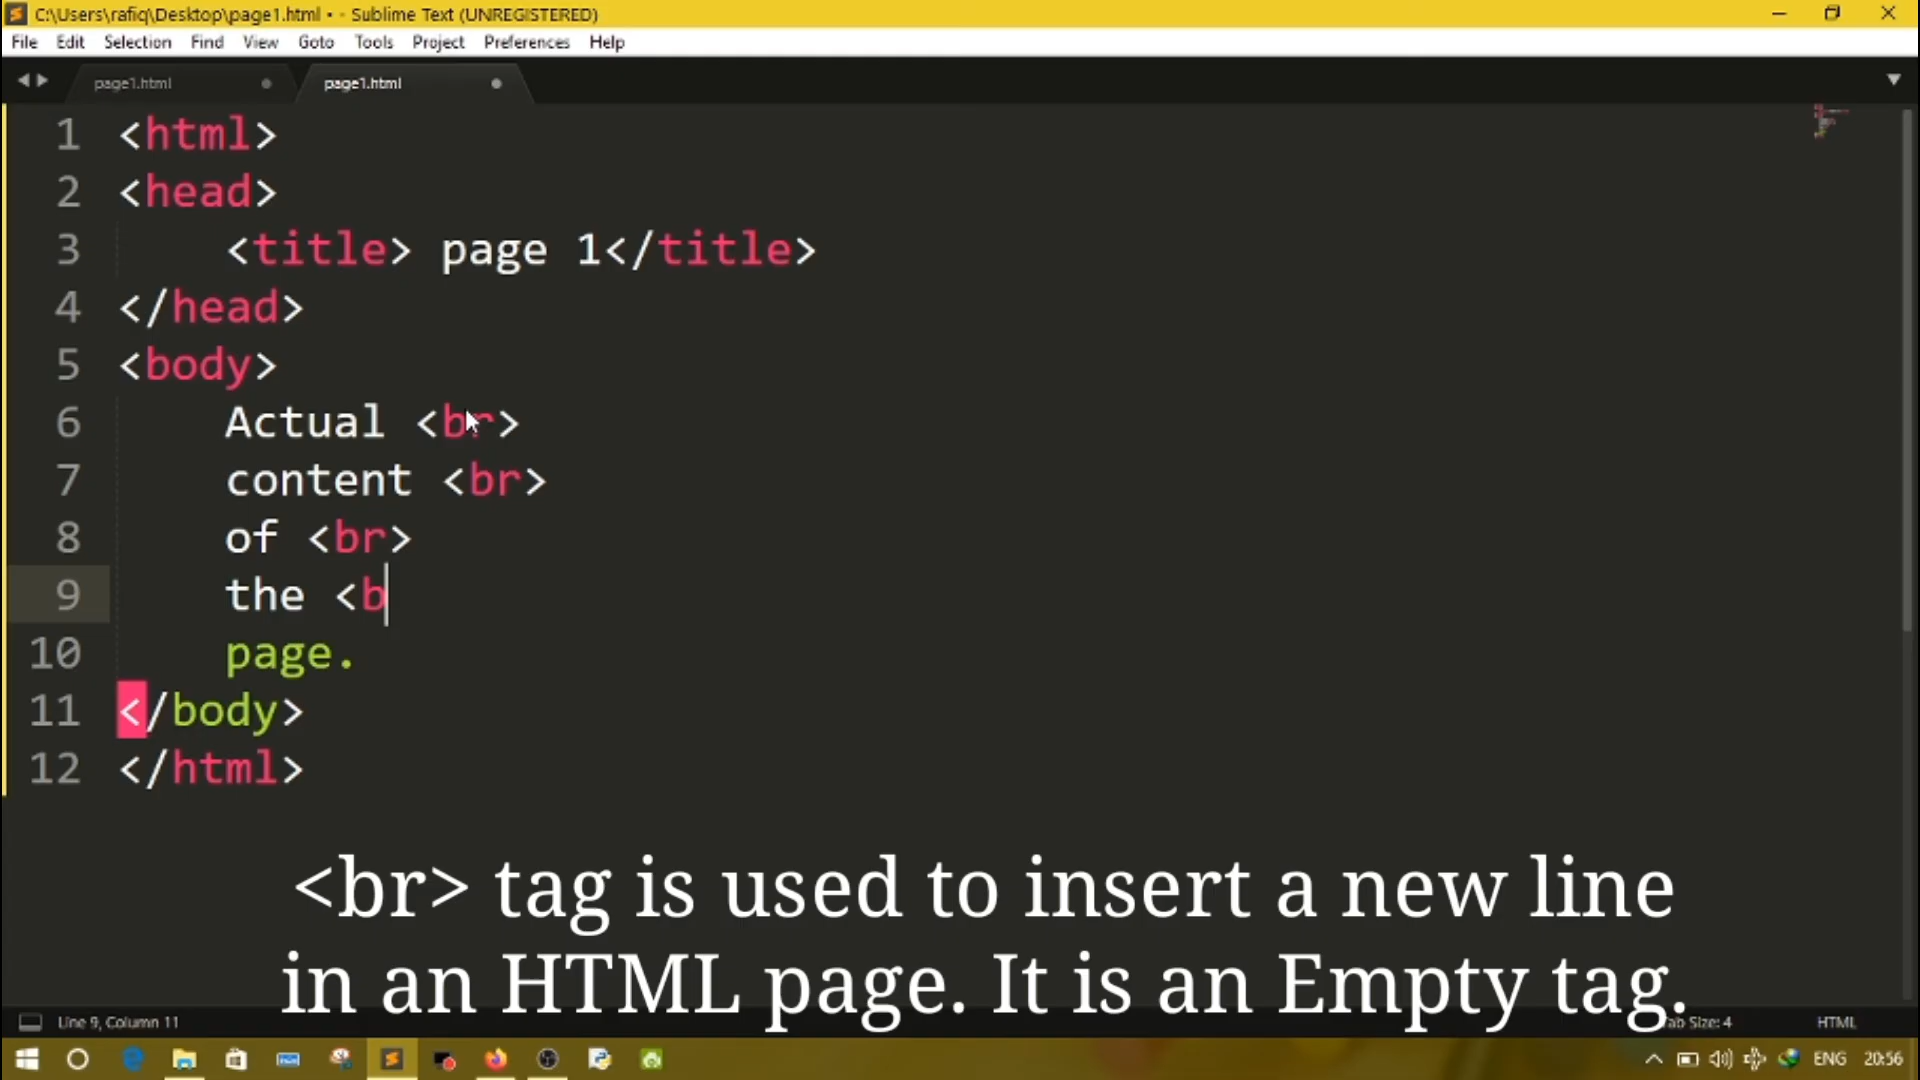 C:\Users\rafiq\Desktop\page1.html • - Sublime Text (UNREGISTERED)
File Edit Selection Find View Goto Tools Project Preferences Help
page1.html page1.html
1 <html>
2 <head>
3 <title> page 1</title>
4 </head>
5 <body>
6 Actual <br>
7 content <br>
8 of <br>
9 the <b
10 page.
11 </body>
12 </html>
<br> tag is used to insert a new line
in an HTML page. It is an Empty tag.
Line 9, Column 11 Tab Size: 4 HTML
ENG 20:56